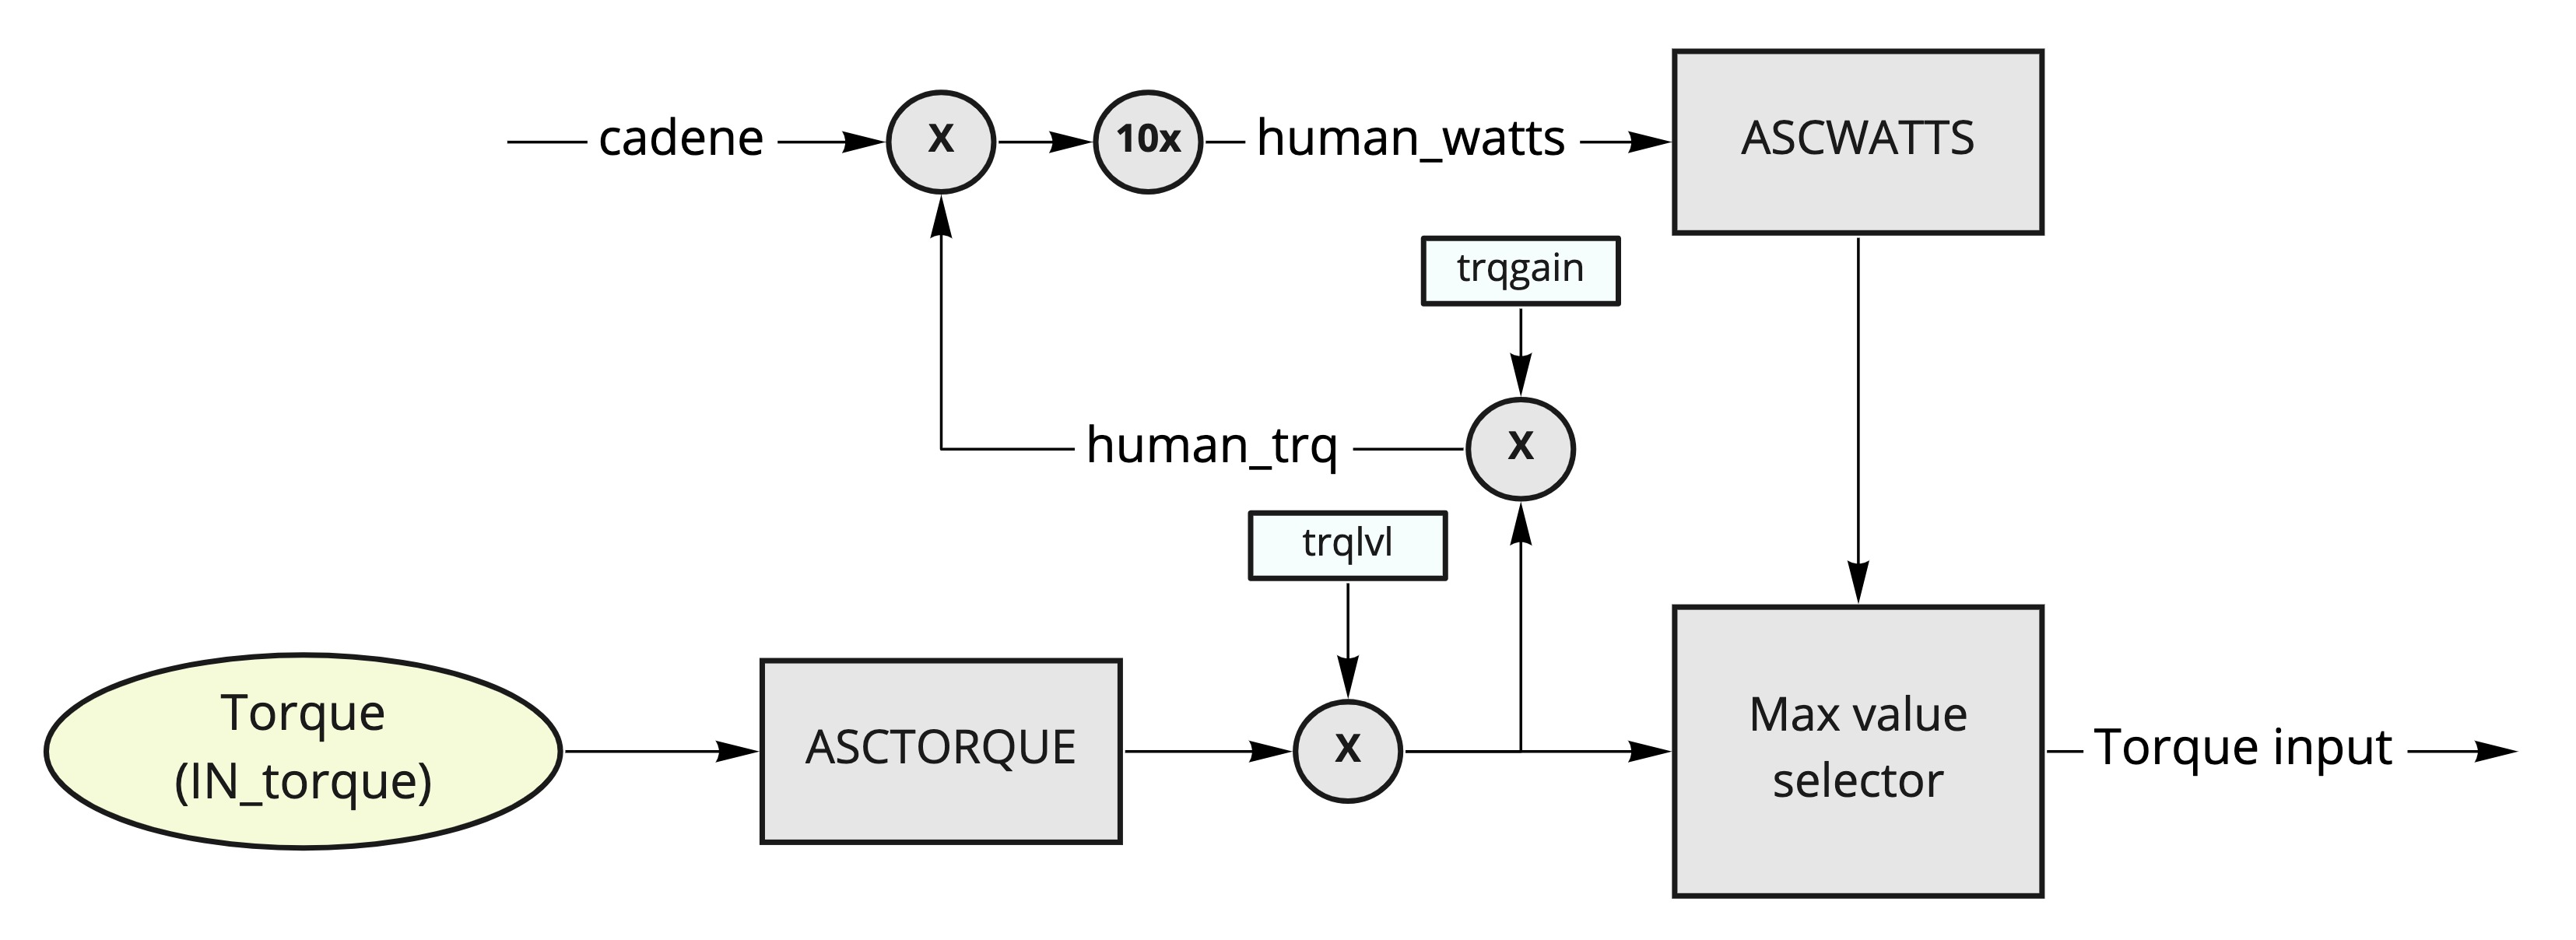 cadene
X
10x
human_watts
ASCWATTS
trqgain
human_trq
X
trqlvl
Torque
(IN_torque)
ASCTORQUE
X
Max value
selector
Torque input